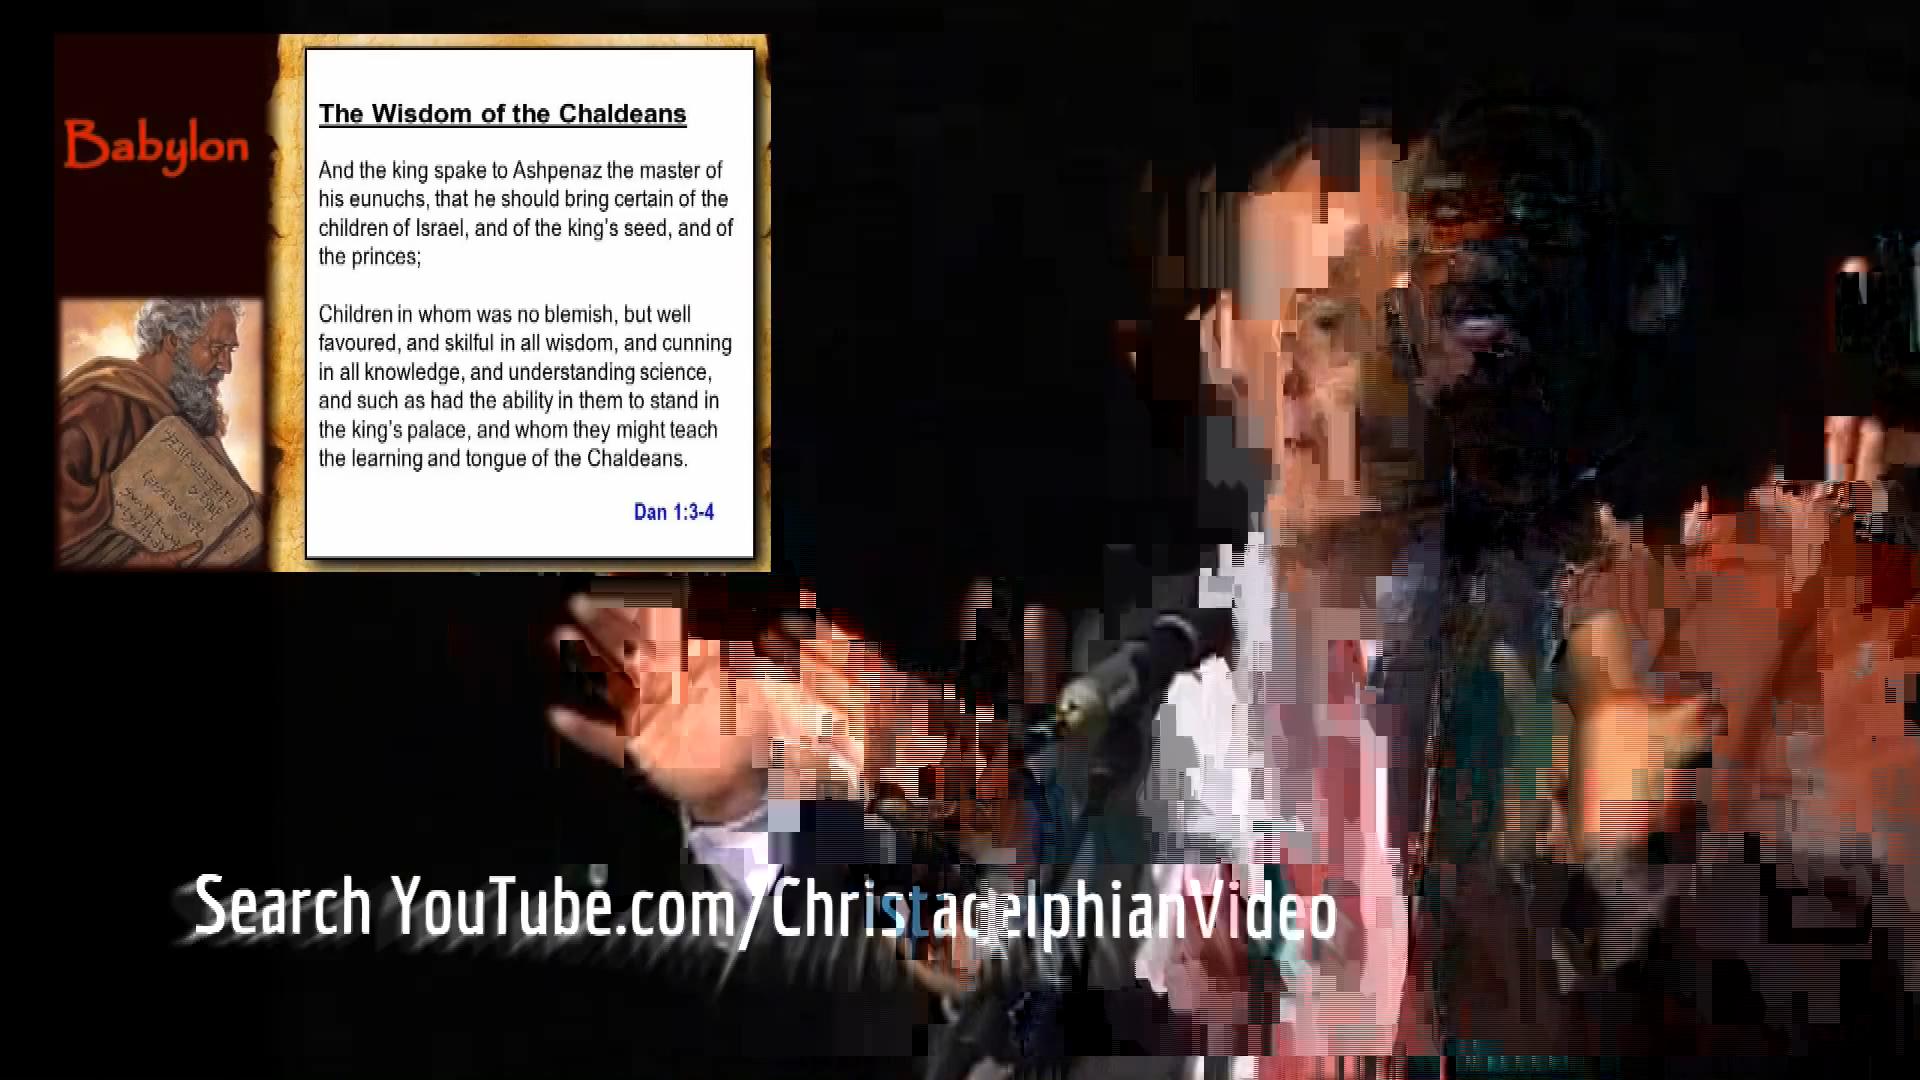 Babylon
The Wisdom of the Chaldeans
And the king spake to Ashpenaz the master of
his eunuchs, that he should bring certain of the
children of Israel, and of the king's seed, and of
the princes;
Children in whom was no blemish, but well
favoured, and skilful in all wisdom, and cunning
in all knowledge, and understanding science,
and such as had the ability in them to stand in
the king's palace, and whom they might teach
the learning and tongue of the Chaldeans.
Dan 1:3-4
Search YouTube.com/ChristadelphianVideo